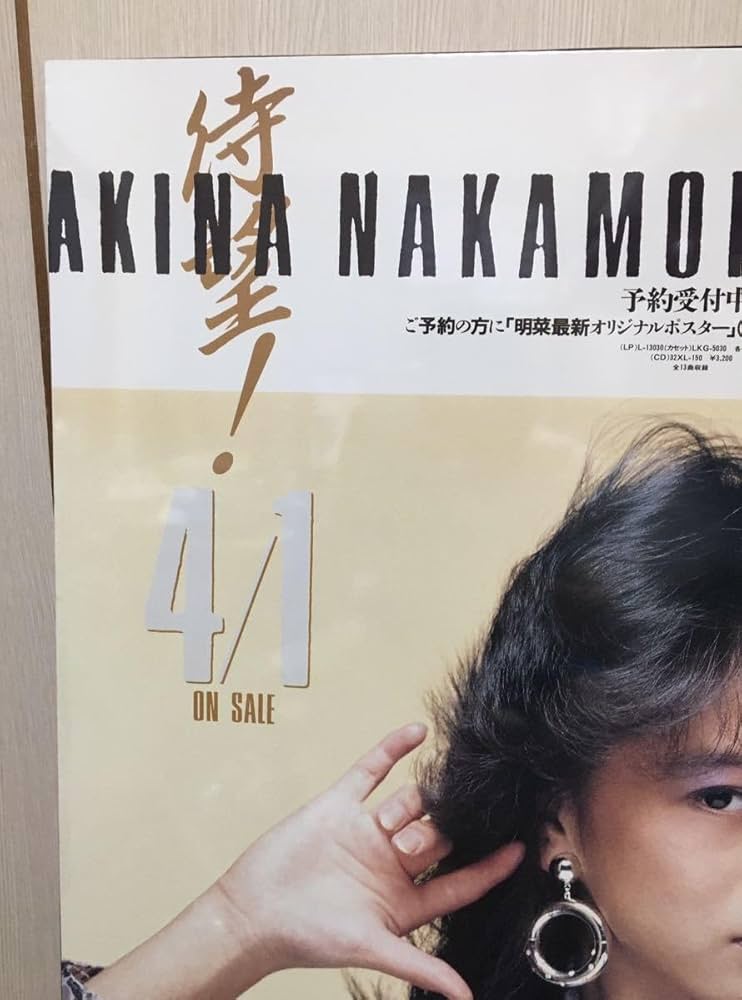 待望!
AKINA NAKAMO
予約受付中
ご予約の方に「明菜最新オリジナルポスター」(
(LP)L-13030(カセット)LKG-5030 各
(CD)32XL-150 ¥3,200
全13曲収録
4/1
ON SALE